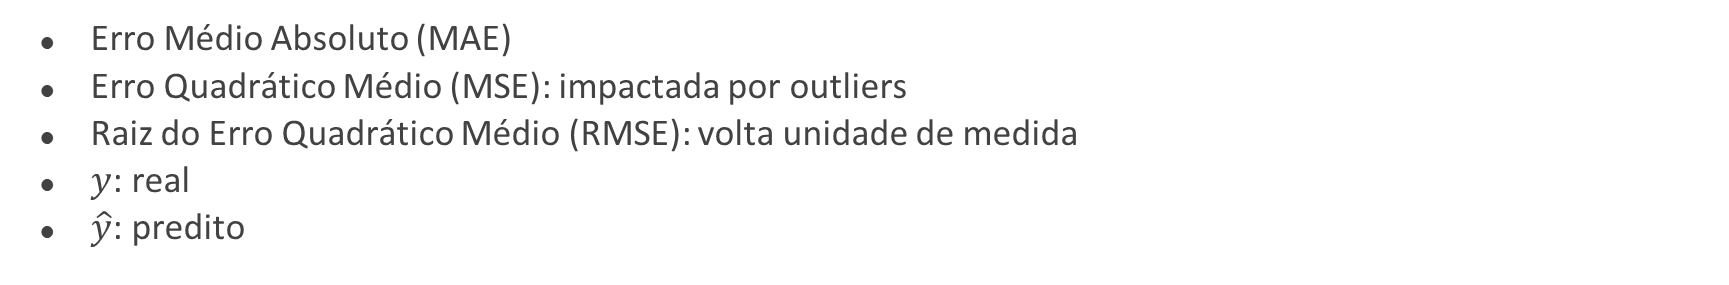 ● Erro Médio Absoluto (MAE)
● Erro Quadrático Médio (MSE): impactada por outliers
● Raiz do Erro Quadrático Médio (RMSE): volta unidade de medida
● y: real
● ŷ: predito